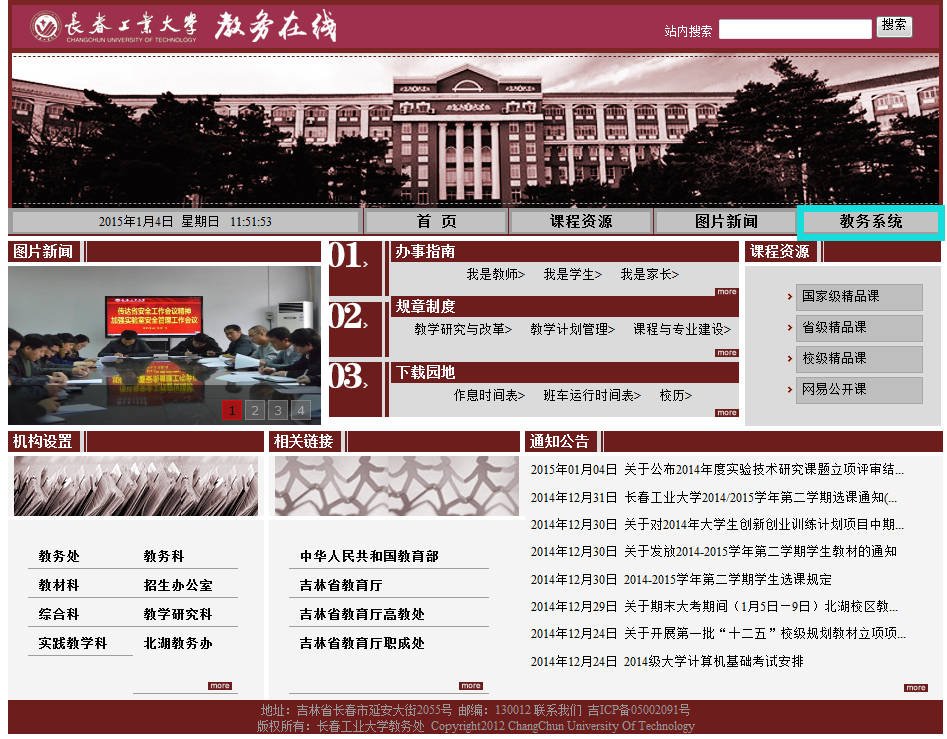 长春工业大学 教务在线
CHANGCHUN UNIVERSITY OF TECHNOLOGY
站内搜索 搜索
2015年1月4日 星期日 11:51:53 首 页 课程资源 图片新闻 教务系统
图片新闻
传达省安全工作会议精神
加强实验室安全管理工作会议
1 2 3 4
01 办事指南
我是教师> 我是学生> 我是家长>
more
02 规章制度
教学研究与改革> 教学计划管理> 课程与专业建设>
more
03 下载园地
作息时间表> 班车运行时间表> 校历>
more
课程资源
国家级精品课
省级精品课
校级精品课
网易公开课
机构设置
教务处 教务科
教材科 招生办公室
综合科 教学研究科
实践教学科 北湖教务办
more
相关链接
中华人民共和国教育部
吉林省教育厅
吉林省教育厅高教处
吉林省教育厅职成处
more
通知公告
2015年01月04日 关于公布2014年度实验技术研究课题立项评审结...
2014年12月31日 长春工业大学2014/2015学年第二学期选课通知(...
2014年12月30日 关于对2014年大学生创新创业训练计划项目中期...
2014年12月30日 关于发放2014-2015学年第二学期学生教材的通知
2014年12月30日 2014-2015学年第二学期学生选课规定
2014年12月29日 关于期末大考期间（1月5日－9日）北湖校区教...
2014年12月24日 关于开展第一批“十二五”校级规划教材立项项...
2014年12月24日 2014级大学计算机基础考试安排
more
地址：吉林省长春市延安大街2055号 邮编：130012 联系我们 吉ICP备05002091号
版权所有：长春工业大学教务处 Copyright2012 ChangChun University Of Technology